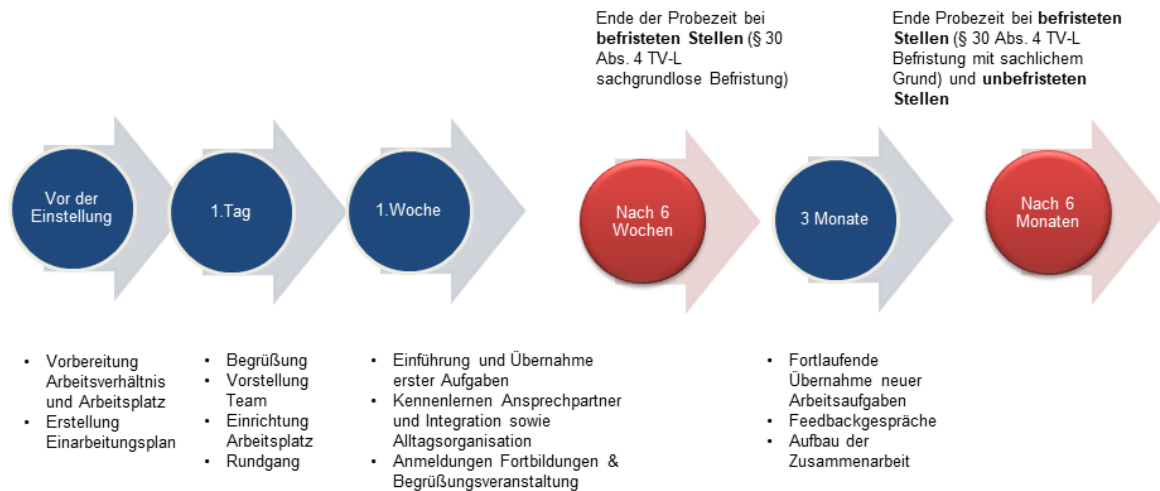 Ende der Probezeit bei
befristeten Stellen (§ 30
Abs. 4 TV-L
sachgrundlose Befristung)
Ende Probezeit bei befristeten
Stellen (§ 30 Abs. 4 TV-L
Befristung mit sachlichem
Grund) und unbefristeten
Stellen
Vor der
Einstellung
1.Tag
1.Woche
Nach 6
Wochen
3 Monate
Nach 6
Monaten
• Vorbereitung
Arbeitsverhältnis
und Arbeitsplatz
• Erstellung
Einarbeitungsplan
• Begrüßung
• Vorstellung
Team
• Einrichtung
Arbeitsplatz
• Rundgang
• Einführung und Übernahme
erster Aufgaben
• Kennenlernen Ansprechpartner
und Integration sowie
Alltagsorganisation
• Anmeldungen Fortbildungen &
Begrüßungsveranstaltung
• Fortlaufende
Übernahme neuer
Arbeitsaufgaben
• Feedbackgespräche
• Aufbau der
Zusammenarbeit